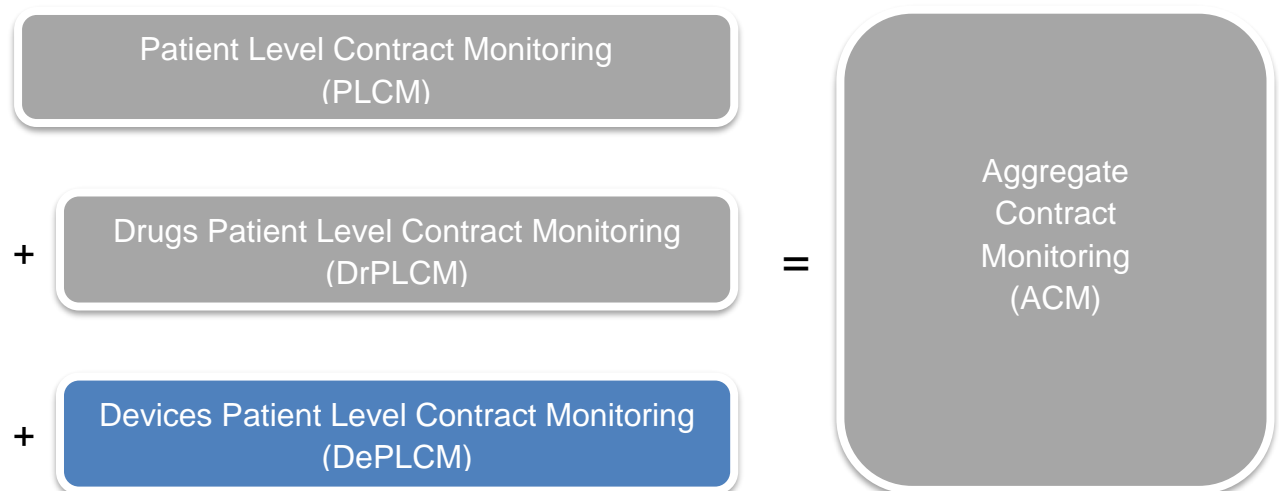 Patient Level Contract Monitoring
(PLCM)
+
Drugs Patient Level Contract Monitoring
(DrPLCM)
+
Devices Patient Level Contract Monitoring
(DePLCM)
=
Aggregate
Contract
Monitoring
(ACM)